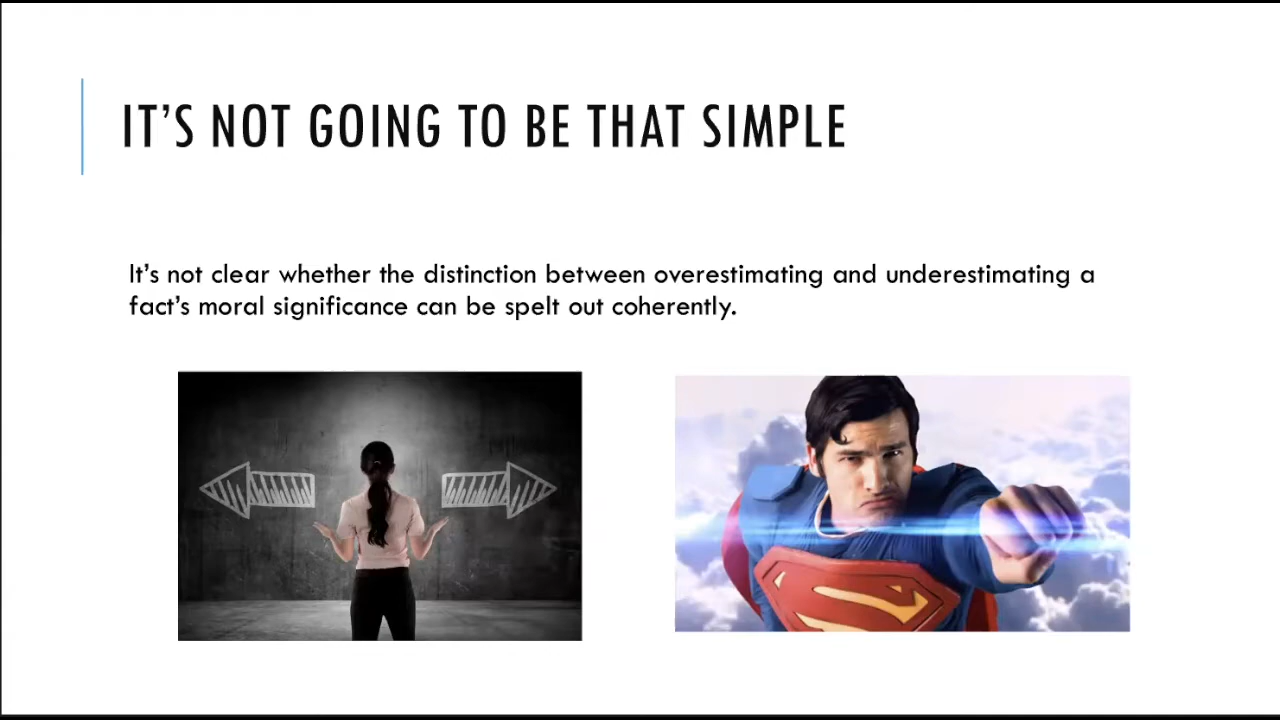 IT'S NOT GOING TO BE THAT SIMPLE
It's not clear whether the distinction between overestimating and underestimating a
fact's moral significance can be spelt out coherently.